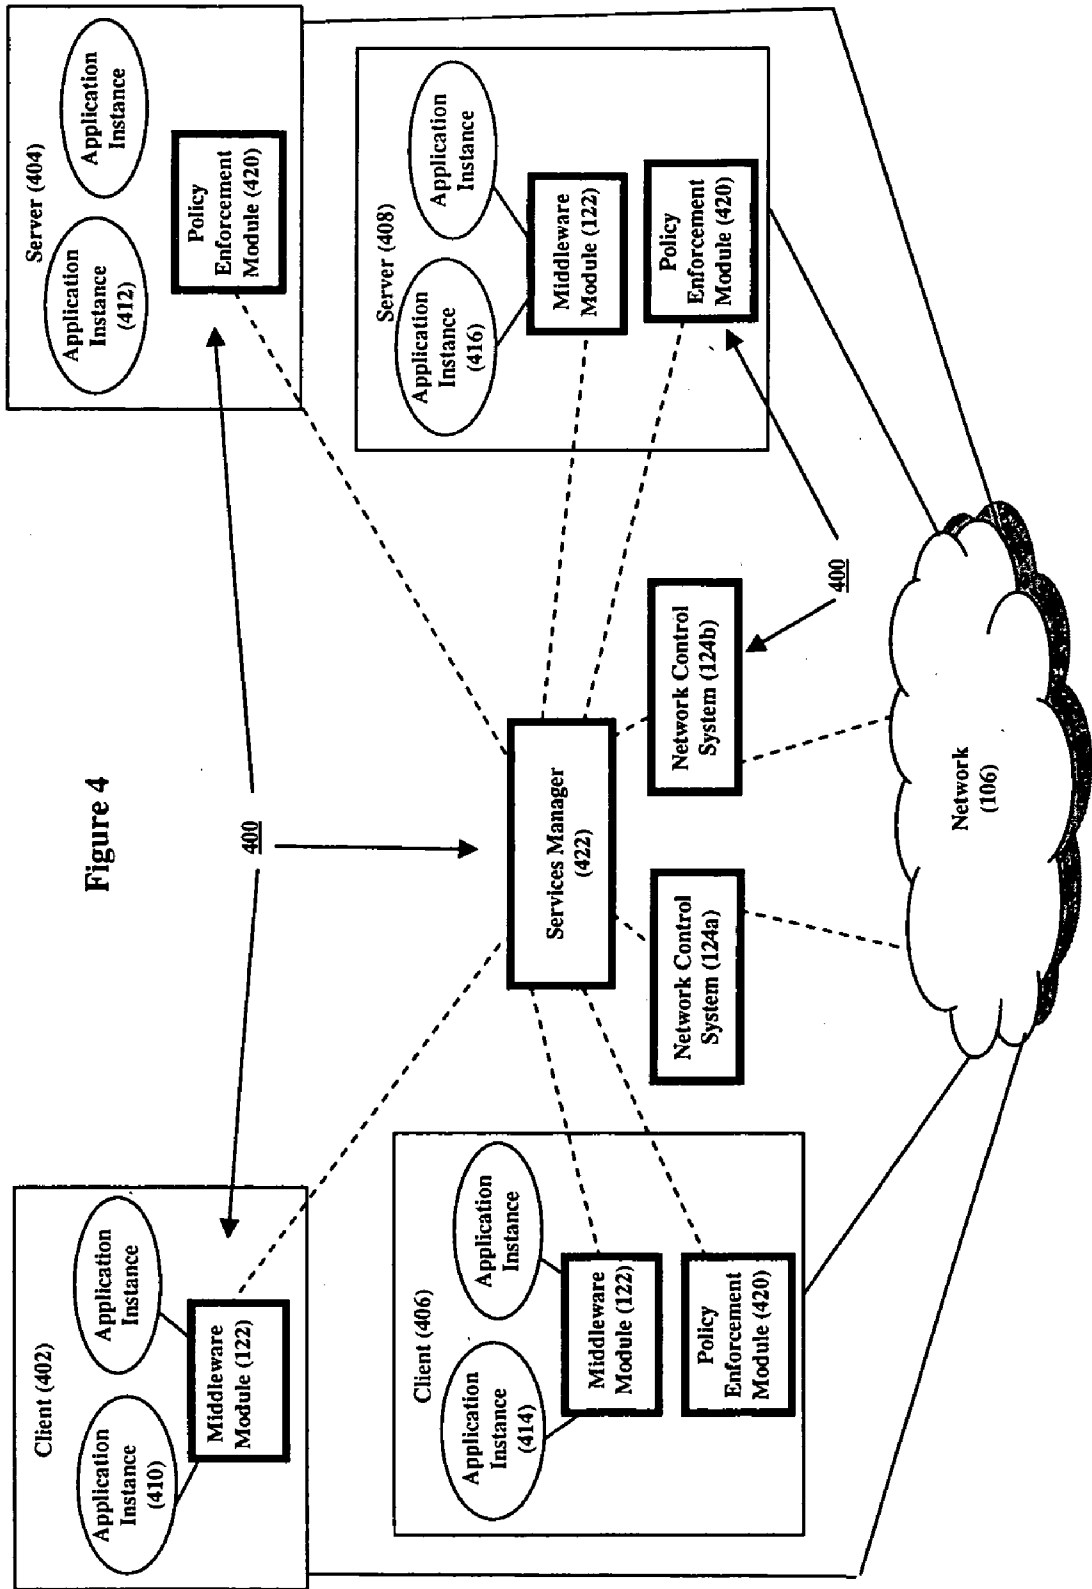 Figure 4
Client (402)
Application
Instance
(410)
Application
Instance
Middleware
Module (122)
400
Server (404)
Application
Instance
(412)
Application
Instance
Policy
Enforcement
Module (420)
Client (406)
Application
Instance
(414)
Application
Instance
Middleware
Module (122)
Policy
Enforcement
Module (420)
Services Manager
(422)
Network Control
System (124a)
Network Control
System (124b)
400
Server (408)
Application
Instance
(416)
Application
Instance
Middleware
Module (122)
Policy
Enforcement
Module (420)
Network
(106)